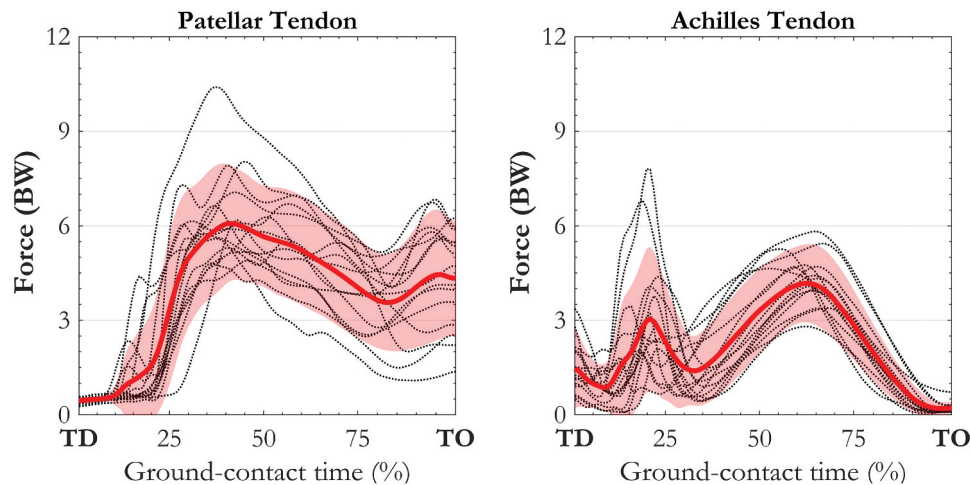 Patellar Tendon
12
9
6
3
0
Force (BW)
TD 25 50 75 TO
Ground-contact time (%)
Achilles Tendon
12
9
6
3
0
Force (BW)
TD 25 50 75 TO
Ground-contact time (%)